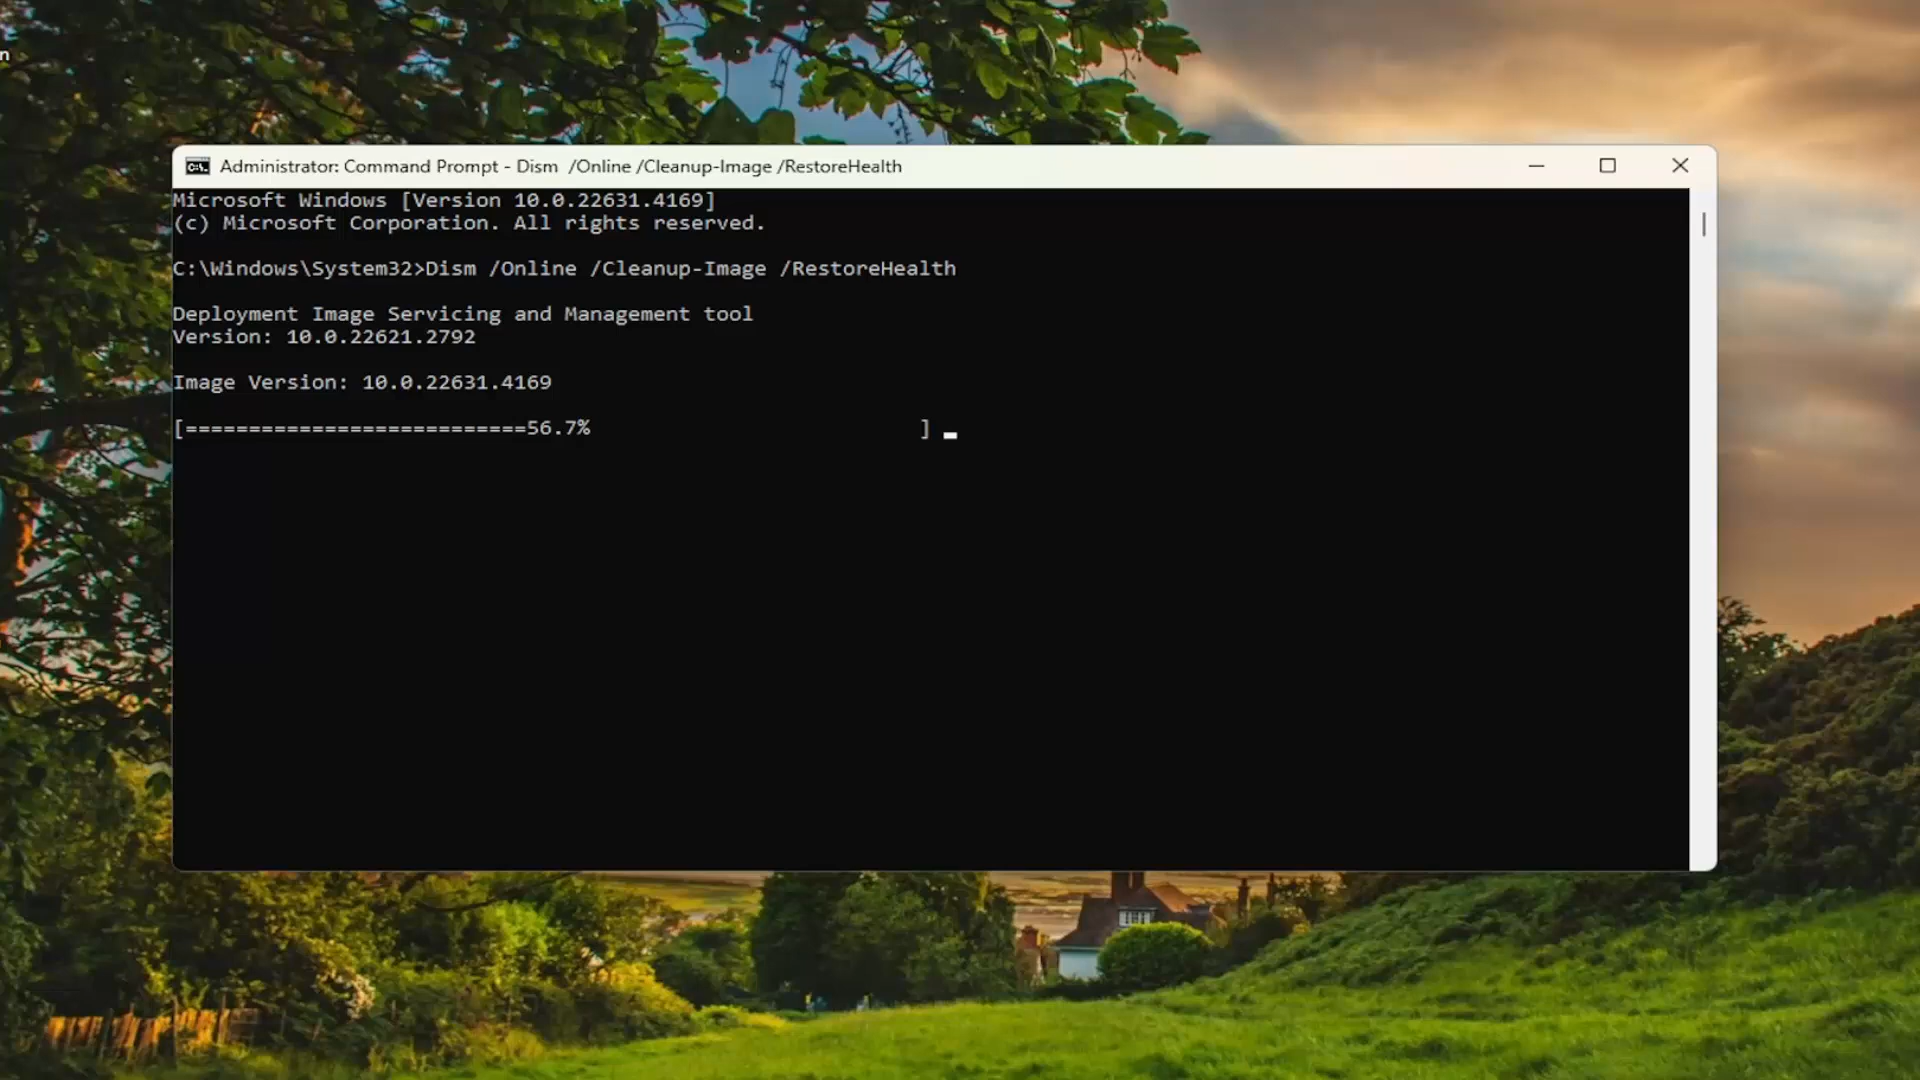 n
Administrator: Command Prompt - Dism  /Online /Cleanup-Image /RestoreHealth
Microsoft Windows [Version 10.0.22631.4169]
(c) Microsoft Corporation. All rights reserved.
C:\Windows\System32>Dism /Online /Cleanup-Image /RestoreHealth
Deployment Image Servicing and Management tool
Version: 10.0.22621.2792
Image Version: 10.0.22631.4169
[===========================56.7%                          ]